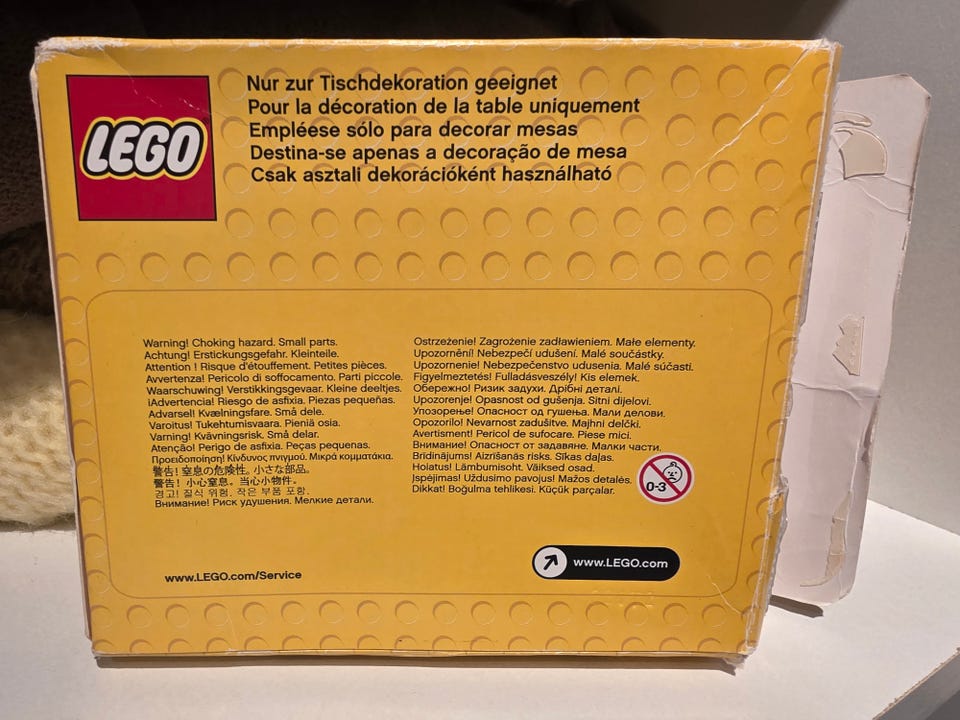 LEGO
Nur zur Tischdekoration geeignet
Pour la décoration de la table uniquement
Empléese sólo para decorar mesas
Destina-se apenas a decoração de mesa
Csak asztali dekorációként használható
Warning! Choking hazard. Small parts.
Achtung! Erstickungsgefahr. Kleinteile.
Attention ! Risque d'étouffement. Petites pièces.
Avvertenza! Pericolo di soffocamento. Parti piccole.
Waarschuwing! Verstikkingsgevaar. Kleine deeltjes.
¡Advertencia! Riesgo de asfixia. Piezas pequeñas.
Advarsel! Kvælningsfare. Små dele.
Varoitus! Tukehtumisvaara. Pieniä osia.
Varning! Kvävningsrisk. Små delar.
Atenção! Perigo de asfixia. Peças pequenas.
Προειδοποίηση! Κίνδυνος πνιγμού. Μικρά κομματάκια.
警告! 窒息の危険性。小さな部品。
警告! 小心窒息。当心小物件。
경고! 질식 위험. 작은 부품 포함.
Внимание! Риск удушения. Мелкие детали.
Ostrzeżenie! Zagrożenie zadławieniem. Małe elementy.
Upozornění! Nebezpečí udušení. Malé součástky.
Upozornenie! Nebezpečenstvo udusenia. Malé súčasti.
Figyelmeztetés! Fulladásveszély! Kis elemek.
Обережно! Ризик задухи. Дрібні деталі.
Upozorenje! Opasnost od gušenja. Sitni dijelovi.
Упозорење! Опасност од гушења. Мали делови.
Opozorilo! Nevarnost zadušitve. Majhni delčki.
Avertisment! Pericol de sufocare. Piese mici.
Внимание! Опасност от задавяне. Малки части.
Brīdinājums! Aizrīšanās risks. Sīkas daļas.
Hoiatus! Lämbumisoht. Väiksed osad.
Įspėjimas! Uždusimo pavojus! Mažos detalės.
Dikkat! Boğulma tehlikesi. Küçük parçalar.
0-3
www.LEGO.com/Service
www.LEGO.com